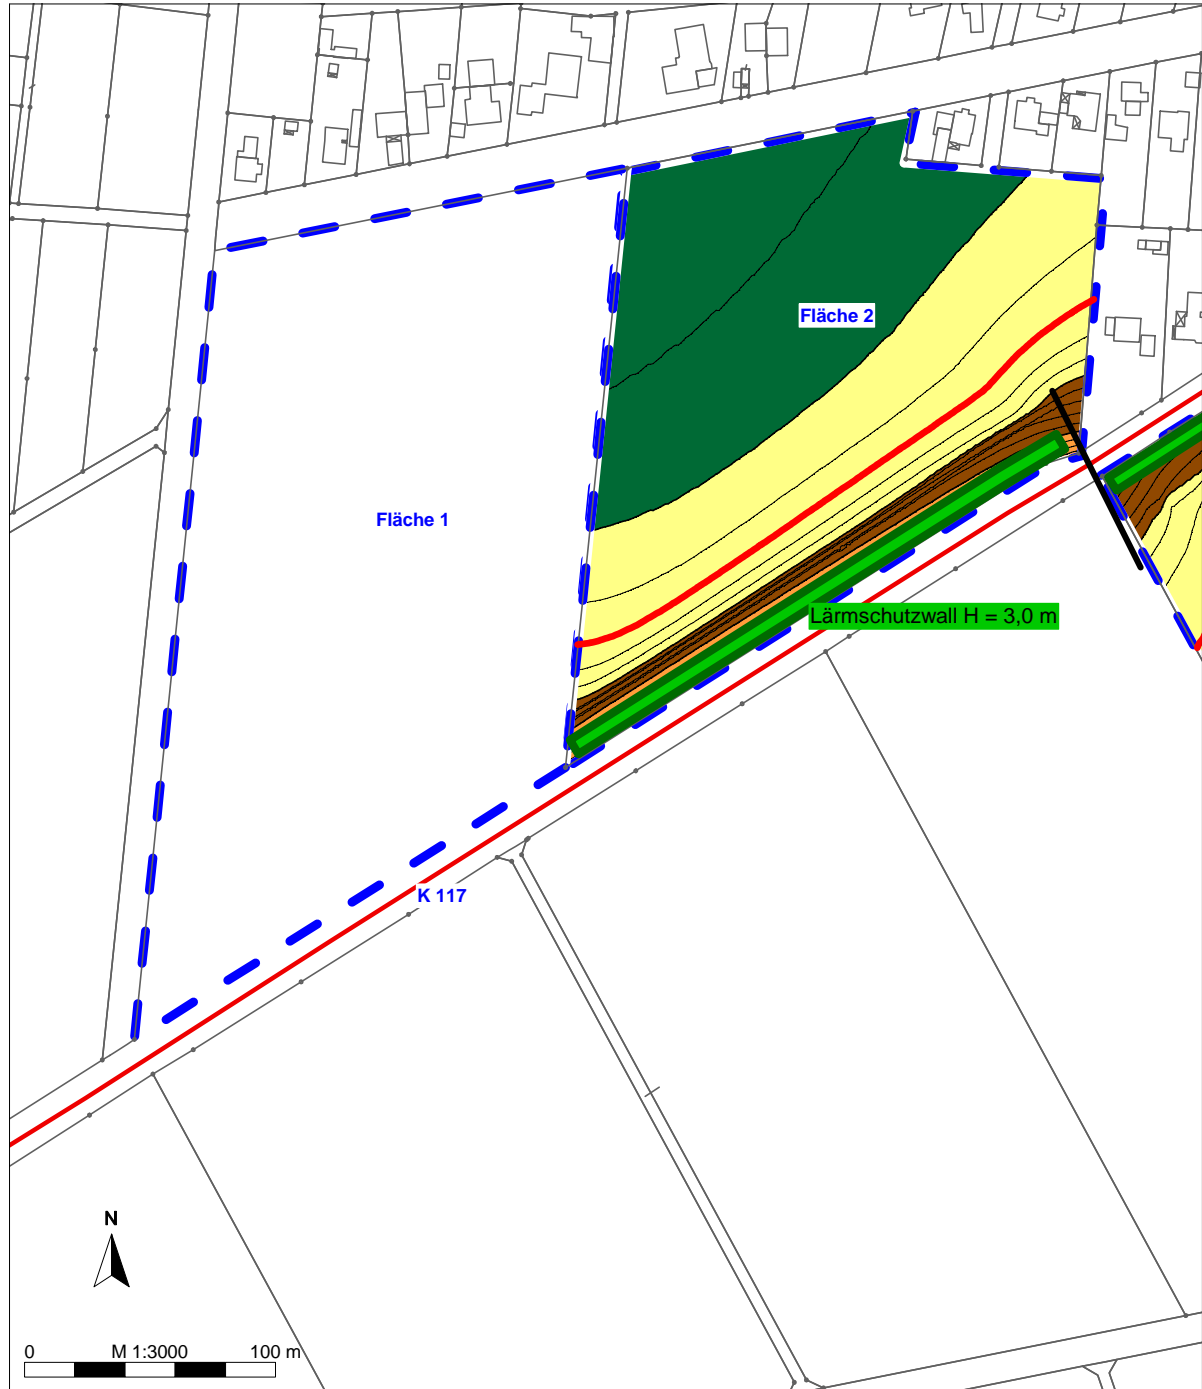 Fläche 2
Fläche 1
Lärmschutzwall H = 3,0 m
K 117
N
0 M 1:3000 100 m